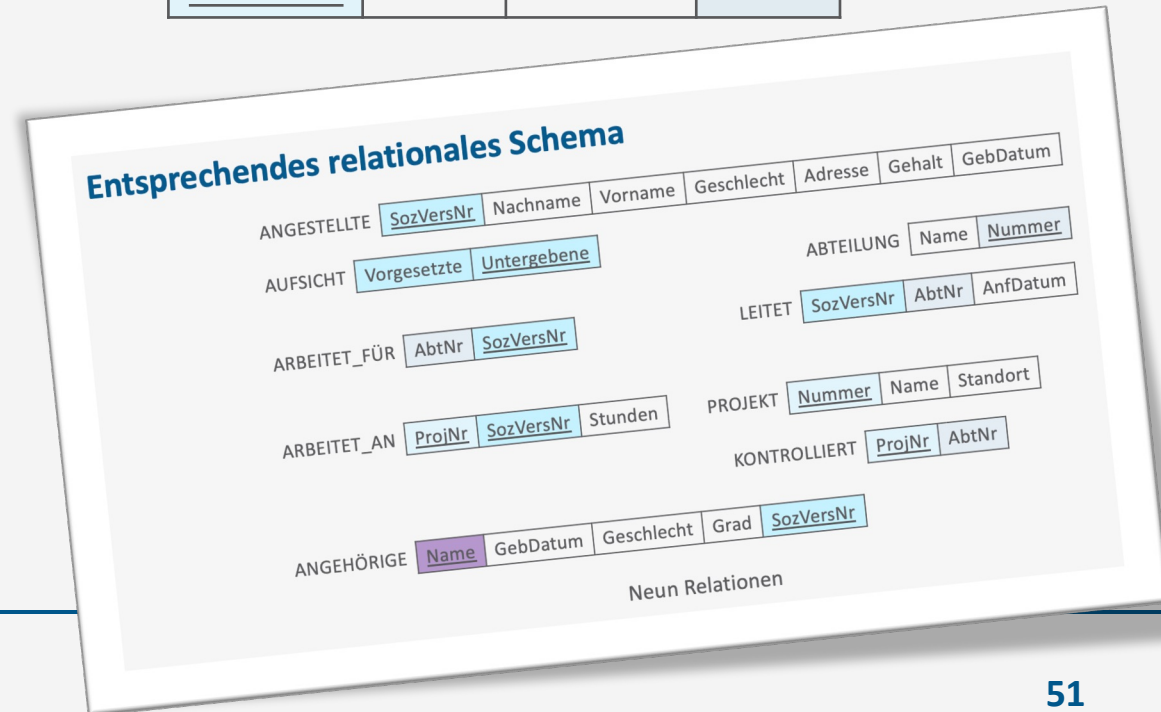 Entsprechendes relationales Schema
ANGESTELLTE SozVersNr Nachname Vorname Geschlecht Adresse Gehalt GebDatum
AUFSICHT Vorgesetzte Untergebene
ABTEILUNG Name Nummer
LEITET SozVersNr AbtNr AnfDatum
ARBEITET_FÜR AbtNr SozVersNr
PROJEKT Nummer Name Standort
ARBEITET_AN ProjNr SozVersNr Stunden
KONTROLLIERT ProjNr AbtNr
ANGEHÖRIGE Name GebDatum Geschlecht Grad SozVersNr
Neun Relationen
51